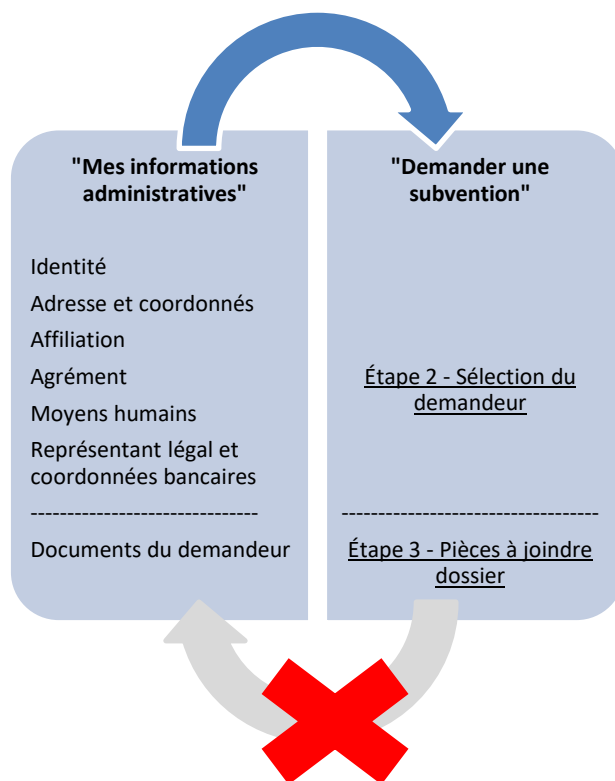 "Mes informations
administratives"
Identité
Adresse et coordonnés
Affiliation
Agrément
Moyens humains
Représentant légal et
coordonnées bancaires
-------------------------------
Documents du demandeur
"Demander une
subvention"
Étape 2 - Sélection du
demandeur
-----------------------------------
Étape 3 - Pièces à joindre
dossier